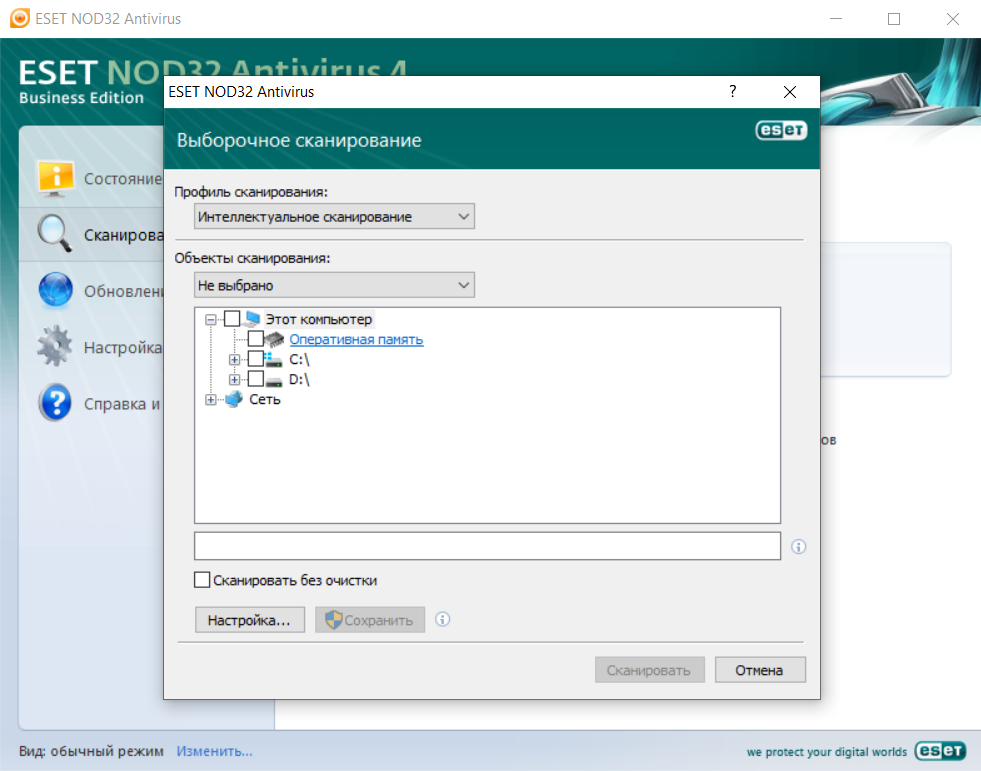 ESET NOD32 Antivirus
ESET NOD32 Antivirus 4
Business Edition
ESET NOD32 Antivirus
?
Выборочное сканирование
eset
Состояние
Сканирова
Обновлен
Настройка
Справка и
Профиль сканирования:
Интеллектуальное сканирование
Объекты сканирования:
Не выбрано
Этот компьютер
Оперативная память
C:\
D:\
Сеть
ов
Сканировать без очистки
Настройка...
Сохранить
Сканировать
Отмена
Вид: обычный режим Изменить...
we protect your digital worlds eset